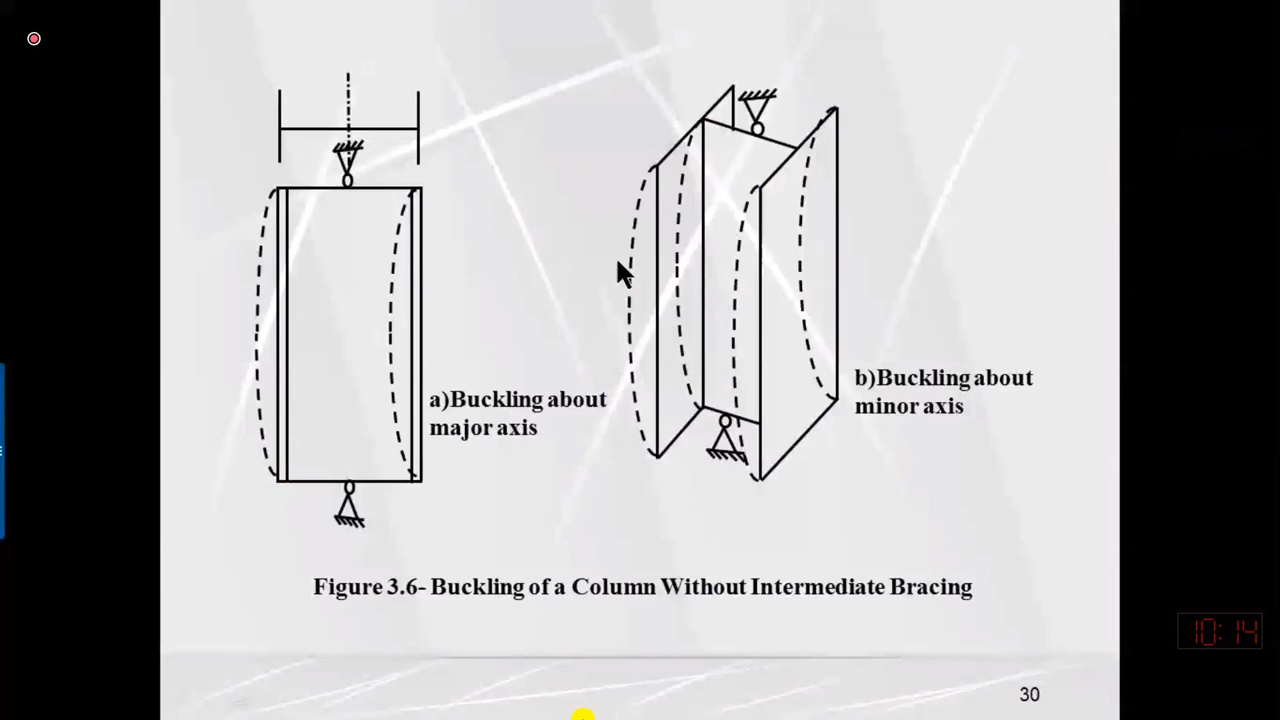 a)Buckling about
major axis
b)Buckling about
minor axis
Figure 3.6- Buckling of a Column Without Intermediate Bracing
10:14
30